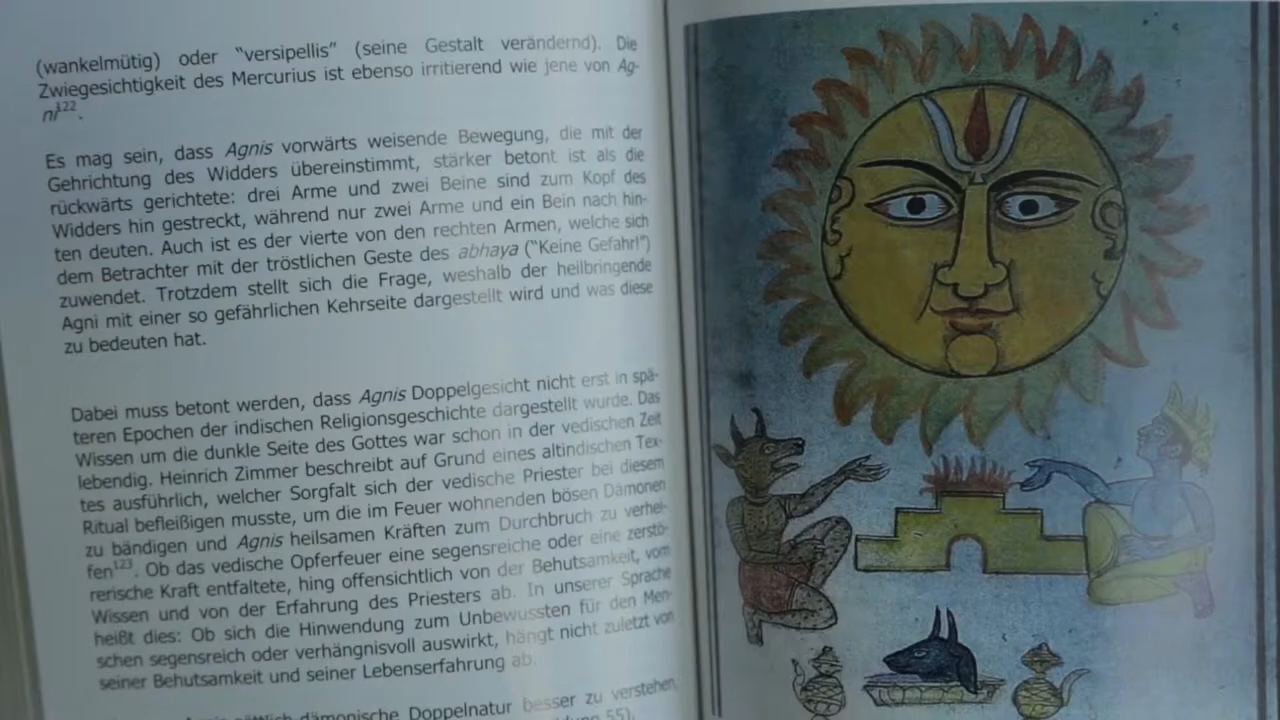 (wankelmütig) oder “versipellis” (seine Gestalt verändernd). Die
Zwiegesichtigkeit des Mercurius ist ebenso irritierend wie jene von Ag-
ni122.
Es mag sein, dass Agnis vorwärts weisende Bewegung, die mit der
Gehrichtung des Widders übereinstimmt, stärker betont ist als die
rückwärts gerichtete: drei Arme und zwei Beine sind zum Kopf des
Widders hin gestreckt, während nur zwei Arme und ein Bein nach hin-
ten deuten. Auch ist es der vierte von den rechten Armen, welche sich
dem Betrachter mit der tröstlichen Geste des abhaya (“Keine Gefahr!”)
zuwendet. Trotzdem stellt sich die Frage, weshalb der heilbringende
Agni mit einer so gefährlichen Kehrseite dargestellt wird und was diese
zu bedeuten hat.
Dabei muss betont werden, dass Agnis Doppelgesicht nicht erst in spä-
teren Epochen der indischen Religionsgeschichte dargestellt wurde. Das
Wissen um die dunkle Seite des Gottes war schon in der vedischen Zeit
lebendig. Heinrich Zimmer beschreibt auf Grund eines altindischen Tex-
tes ausführlich, welcher Sorgfalt sich der vedische Priester bei diesem
Ritual befleißigen musste, um die im Feuer wohnenden bösen Dämonen
zu bändigen und Agnis heilsamen Kräften zum Durchbruch zu verhel-
fen123. Ob das vedische Opferfeuer eine segensreiche oder eine zerstö-
rerische Kraft entfaltete, hing offensichtlich von der Behutsamkeit, vom
Wissen und von der Erfahrung des Priesters ab. In unserer Sprache
heißt dies: Ob sich die Hinwendung zum Unbewussten für den Men-
schen segensreich oder verhängnisvoll auswirkt, hängt nicht zuletzt von
seiner Behutsamkeit und seiner Lebenserfahrung ab.
dämonische Doppelnatur besser zu verstehen,
55).